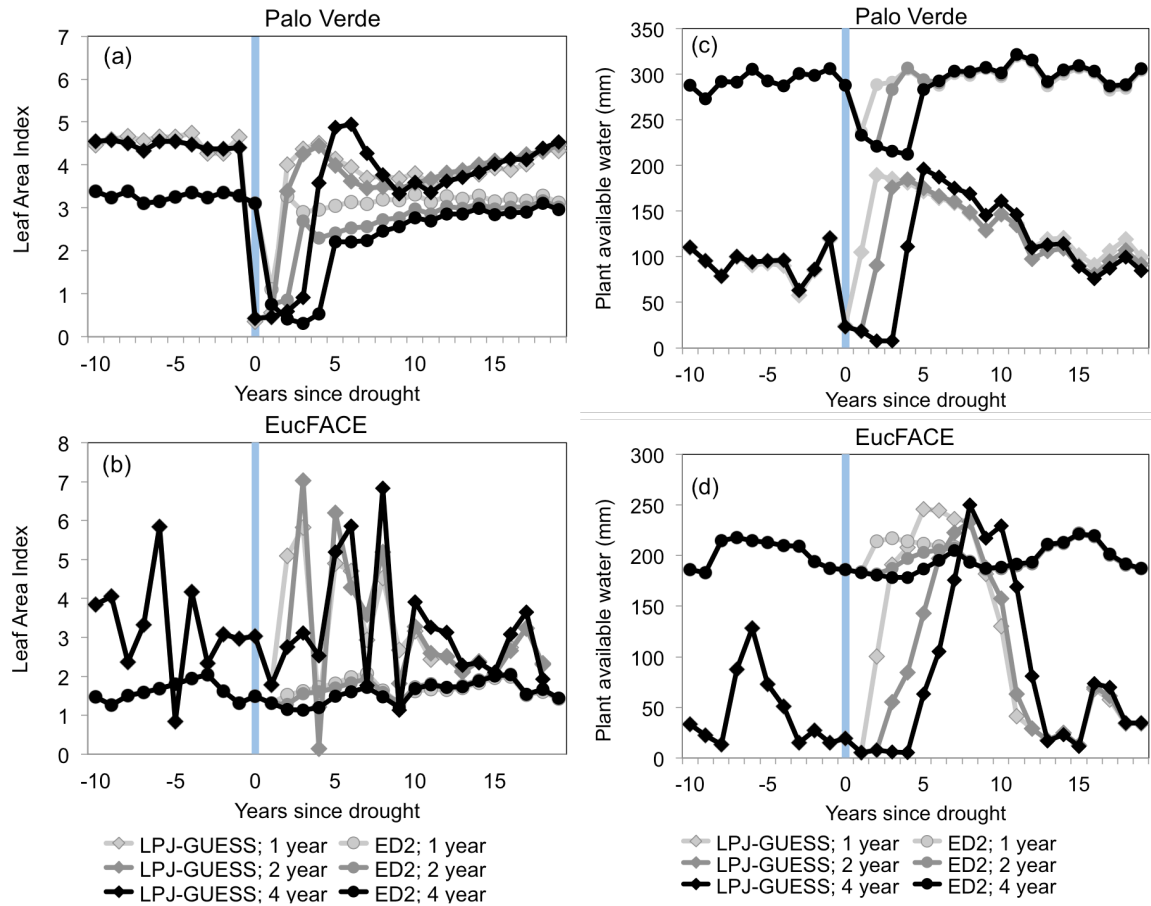 Palo Verde
(a)
Leaf Area Index
7
6
5
4
3
2
1
0
-10 -5 0 5 10 15
Years since drought
Palo Verde
(c)
Plant available water (mm)
350
300
250
200
150
100
50
0
-10 -5 0 5 10 15
Years since drought
EucFACE
(b)
Leaf Area Index
8
7
6
5
4
3
2
1
0
-10 -5 0 5 10 15
Years since drought
EucFACE
(d)
Plant available water (mm)
300
250
200
150
100
50
0
-10 -5 0 5 10 15
Years since drought
LPJ-GUESS; 1 year ED2; 1 year
LPJ-GUESS; 2 year ED2; 2 year
LPJ-GUESS; 4 year ED2; 4 year
LPJ-GUESS; 1 year ED2; 1 year
LPJ-GUESS; 2 year ED2; 2 year
LPJ-GUESS; 4 year ED2; 4 year